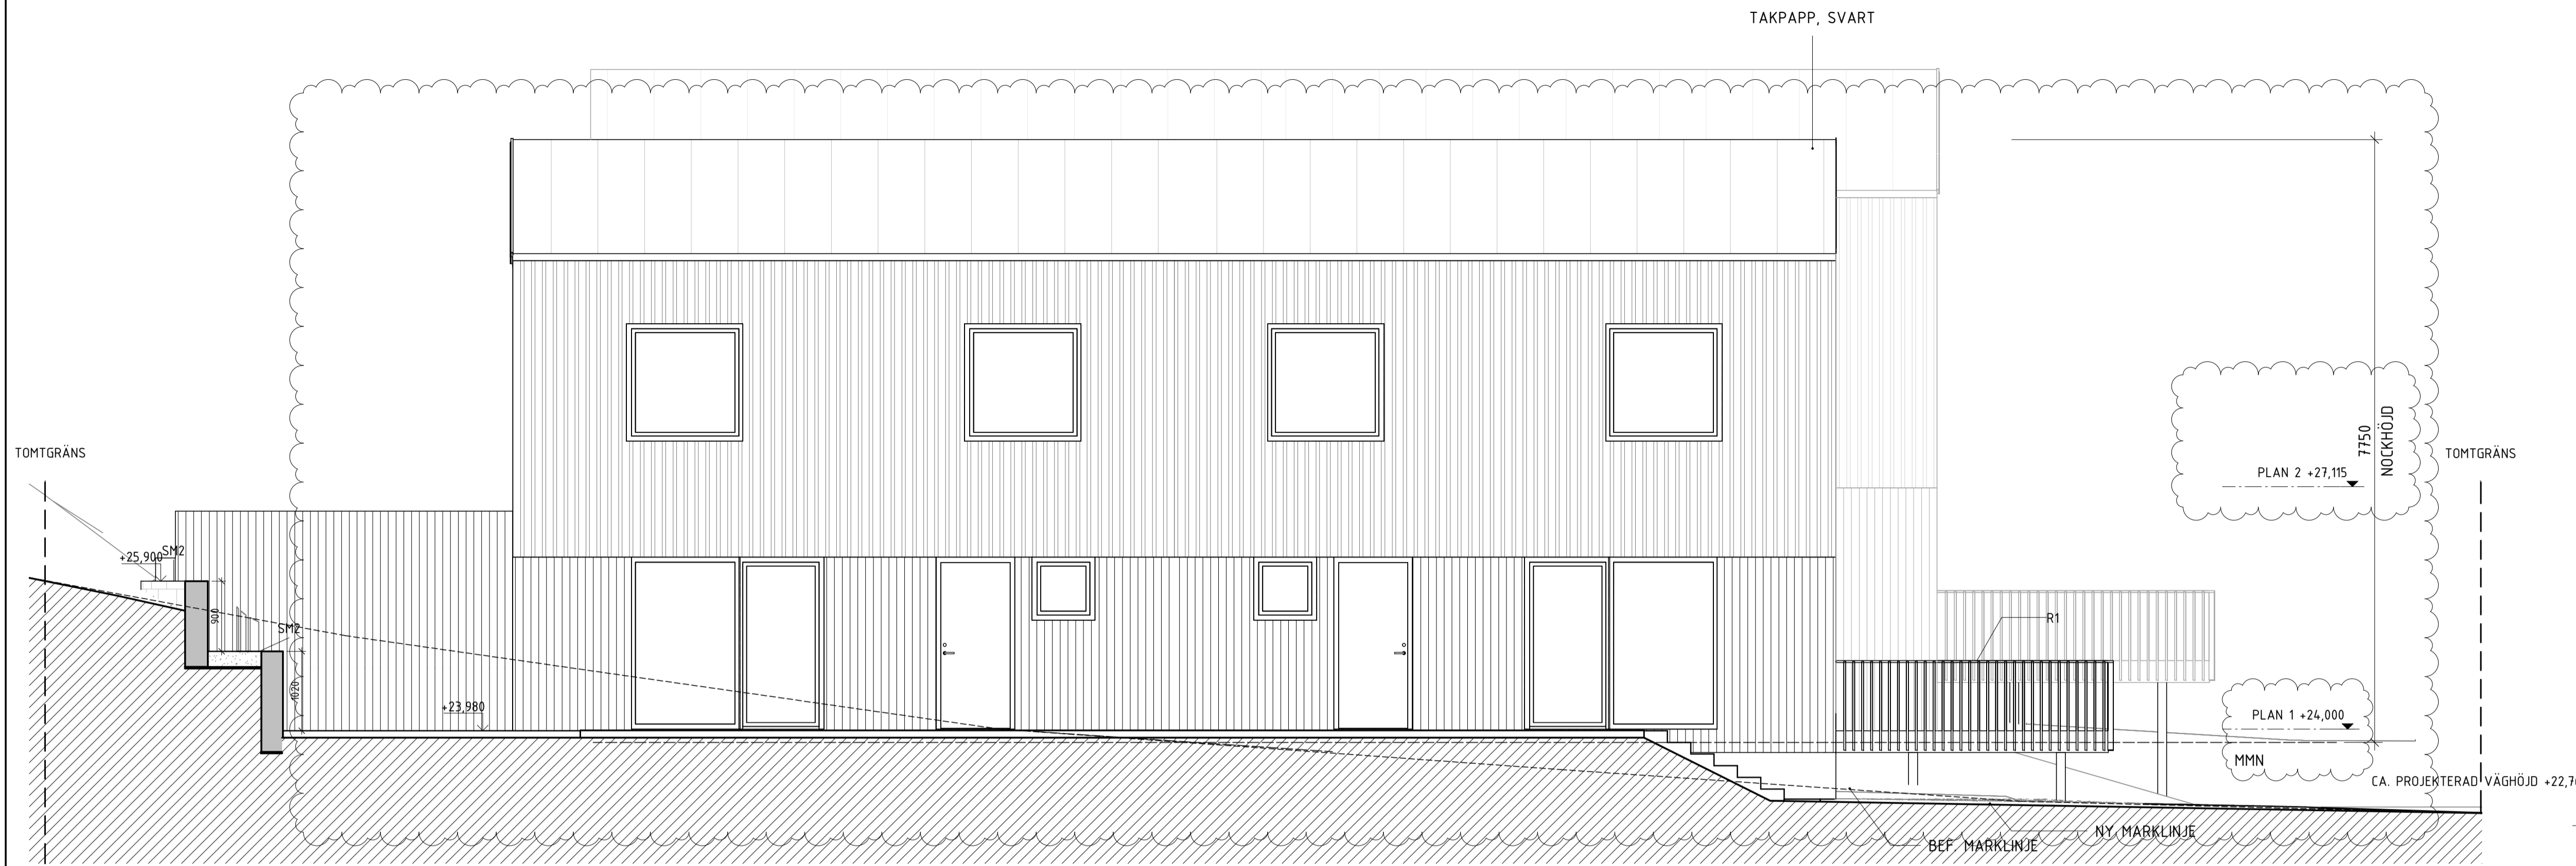 TAKPAPP, SVART
TOMTGRÄNS
TOMTGRÄNS
7750
NOCKHÖJD
PLAN 2 +27,115
+25,900
SM2
900
SM2
R1
1020
+23,980
PLAN 1 +24,000
MMN
CA. PROJEKTERAD VÄGHÖJD +22,7
NY MARKLINJE
BEF. MARKLINJE